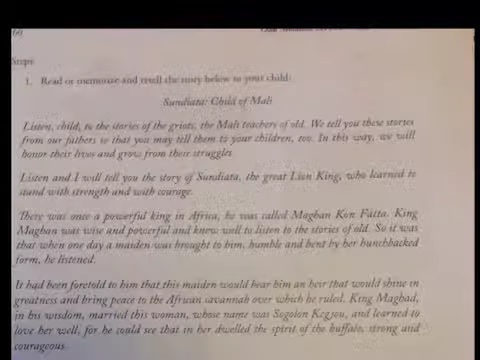 66
Steps
1. Read or memorize and retell the story below to your child:
Sundiata: Child of Mali
Listen, child, to the stories of the griots, the Mali teachers of old. We tell you these stories
from our fathers so that you may tell them to your children, too. In this way, we will
honor their lives and grow from their struggles.
Listen and I will tell you the story of Sundiata, the great Lion King, who learned to
stand with strength and with courage.
There was once a powerful king in Africa, he was called Maghan Kon Fatta. King
Maghan was wise and powerful and knew well to listen to the stories of old. So it was
that when one day a maiden was brought to him, humble and bent by her hunchbacked
form, he listened.
It had been foretold to him that this maiden would bear him an heir that would shine in
greatness and bring peace to the African savannah over which he ruled. King Maghad,
in his wisdom, married this woman, whose name was Sogolon Kegjou, and learned to
love her well, for he could see that in her dwelled the spirit of the buffalo, strong and
courageous.